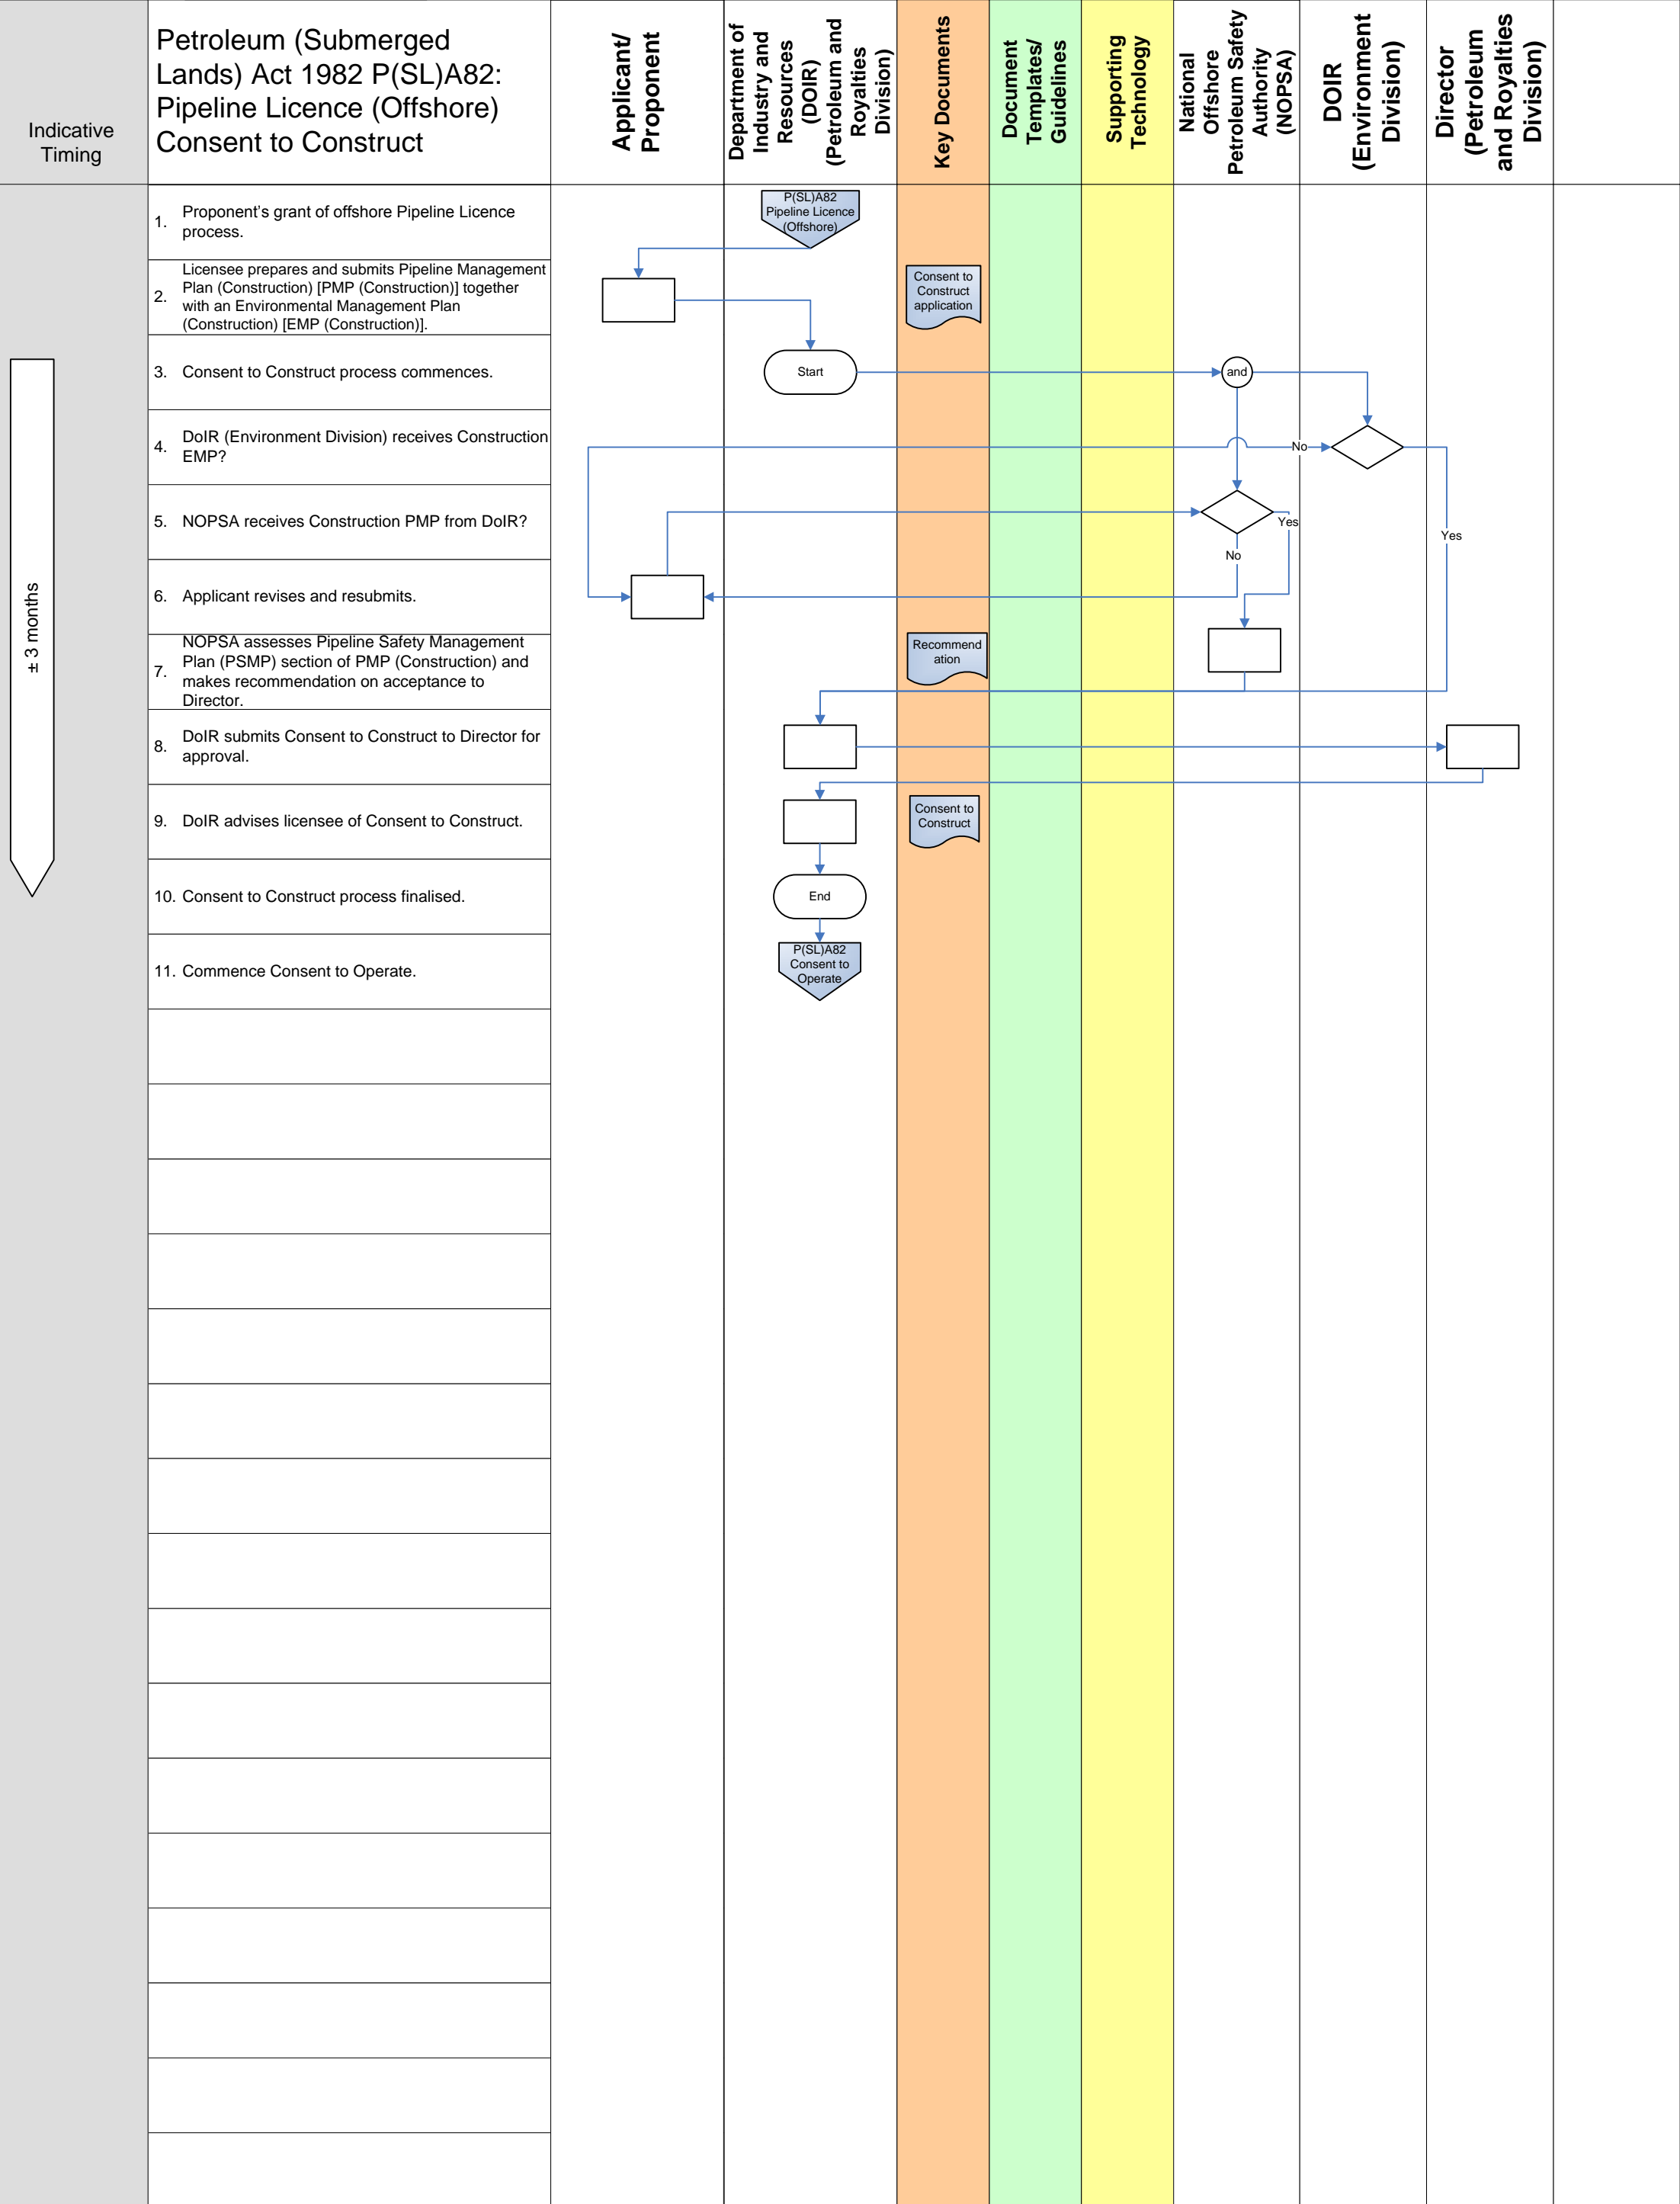 Indicative
Timing
Petroleum (Submerged
Lands) Act 1982 P(SL)A82:
Pipeline Licence (Offshore)
Consent to Construct
Applicant/
Proponent
Department of
Industry and
Resources
(DOIR)
(Petroleum and
Royalties
Division)
Key Documents
Document
Templates/
Guidelines
Supporting
Technology
National
Offshore
Petroleum Safety
Authority
(NOPSA)
DOIR
(Environment
Division)
Director
(Petroleum
and Royalties
Division)
1. Proponent's grant of offshore Pipeline Licence
process.
P(SL)A82
Pipeline Licence
(Offshore)
2. Licensee prepares and submits Pipeline Management
Plan (Construction) [PMP (Construction)] together
with an Environmental Management Plan
(Construction) [EMP (Construction)].
Consent to
Construct
application
3. Consent to Construct process commences.
Start
and
4. DoIR (Environment Division) receives Construction
EMP?
No
5. NOPSA receives Construction PMP from DoIR?
Yes
Yes
No
6. Applicant revises and resubmits.
± 3 months
7. NOPSA assesses Pipeline Safety Management
Plan (PSMP) section of PMP (Construction) and
makes recommendation on acceptance to
Director.
Recommend
ation
8. DoIR submits Consent to Construct to Director for
approval.
9. DoIR advises licensee of Consent to Construct.
Consent to
Construct
10. Consent to Construct process finalised.
End
11. Commence Consent to Operate.
P(SL)A82
Consent to
Operate